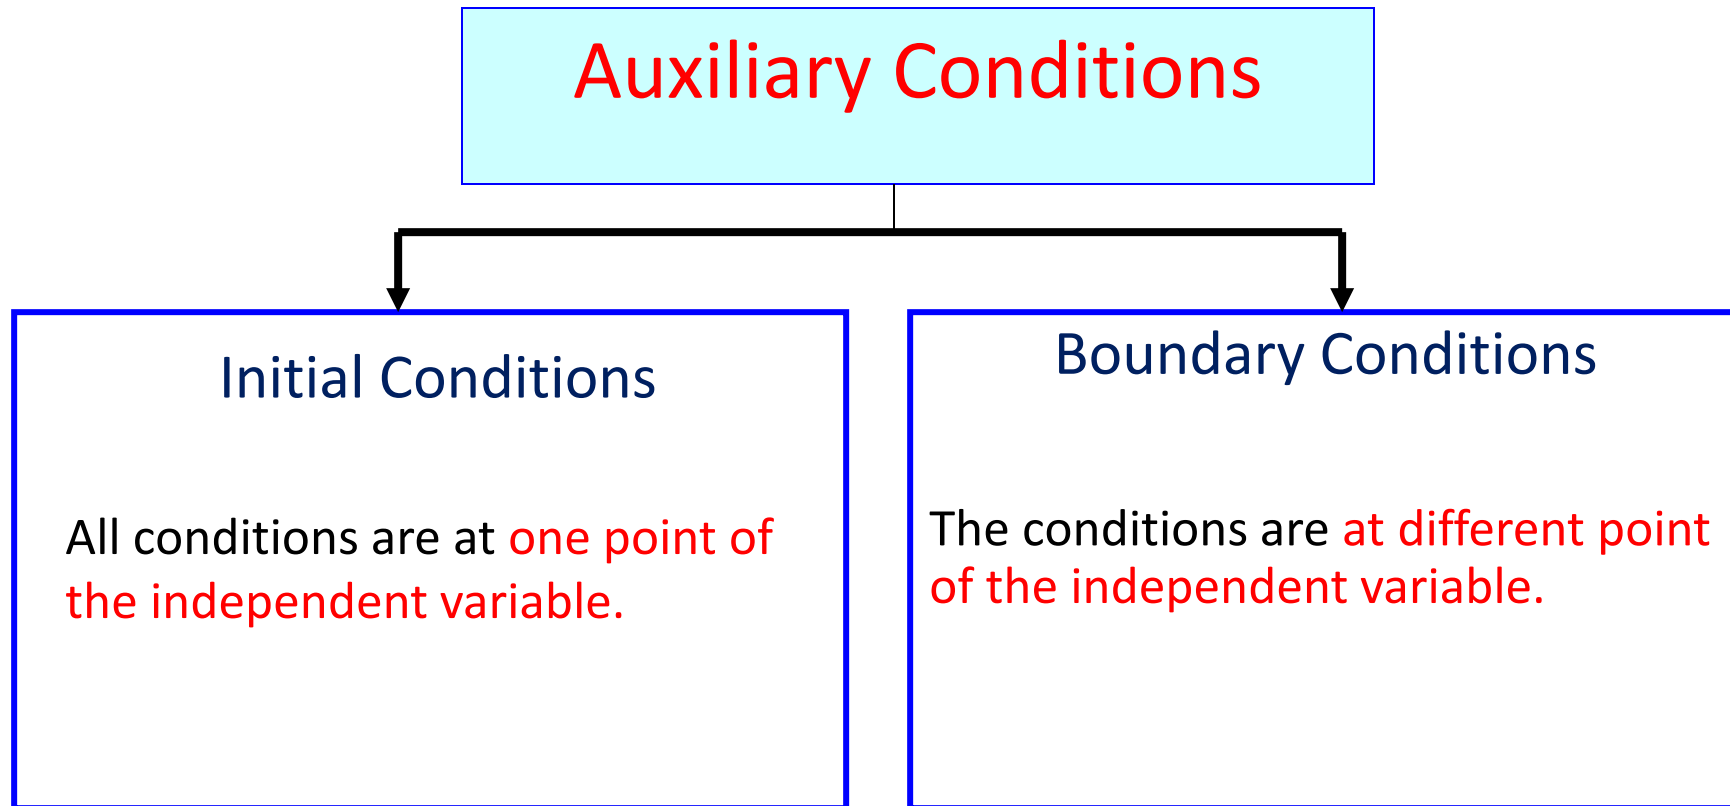 Auxiliary Conditions
Initial Conditions
All conditions are at one point of
the independent variable.
Boundary Conditions
The conditions are at different point
of the independent variable.